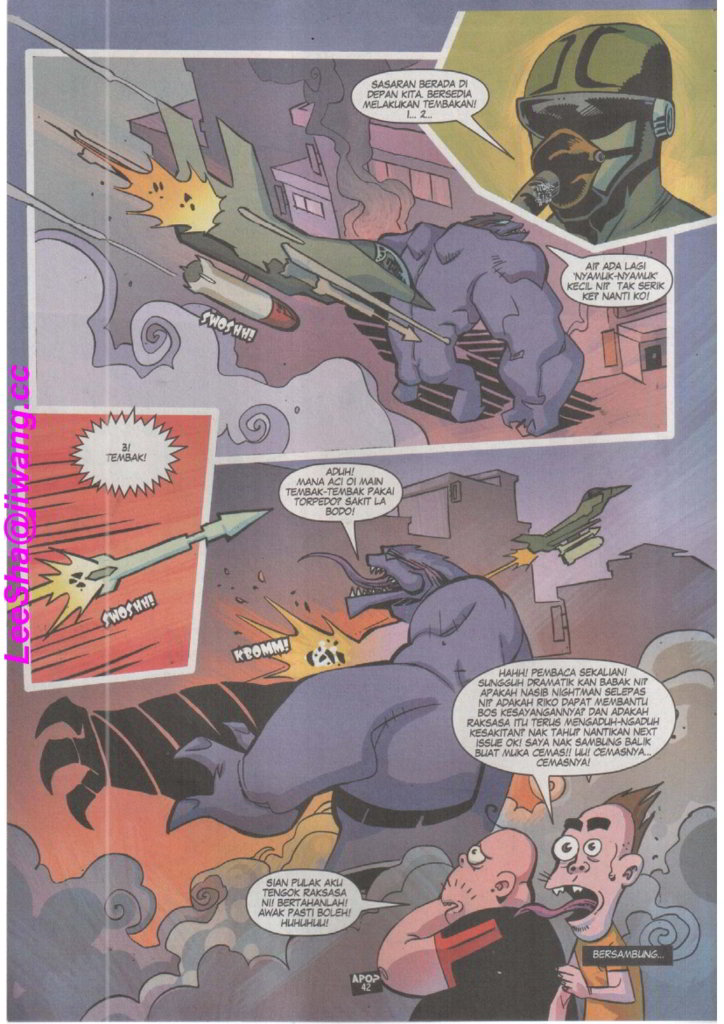 SASARAN BERADA DI
DEPAN KITA. BERSEDIA
MELAKUKAN TEMBAKAN!
1... 2...
AI? ADA LAGI
'NYAMUK-NYAMUK'
KECIL NI? TAK SERIK
KE? NANTI KO!
SWOSHH!
3!
TEMBAK!
SWOSHH!
ADUH!
MANA ACI OI MAIN
TEMBAK-TEMBAK PAKAI
TORPEDO? SAKIT LA
BODO!
KBOMM!
HAHH! PEMBACA SEKALIAN!
SUNGGUH DRAMATIK KAN BABAK NI?
APAKAH NASIB NIGHTMAN SELEPAS
NI? ADAKAH RIKO DAPAT MEMBANTU
BOS KESAYANGANNYA? DAN ADAKAH
RAKSASA ITU TERUS MENGADUH-NGADUH
KESAKITAN? NAK TAHU? NANTIKAN NEXT
ISSUE OK! SAYA NAK SAMBUNG BALIK
BUAT MUKA CEMAS!! UU! CEMASNYA...
CEMASNYA!
SIAN PULAK AKU
TENGOK RAKSASA
NI! BERTAHANLAH!
AWAK PASTI BOLEH!
HUHUHUU!
BERSAMBUNG...
APO?
42
LeeSha@jiwang.cc